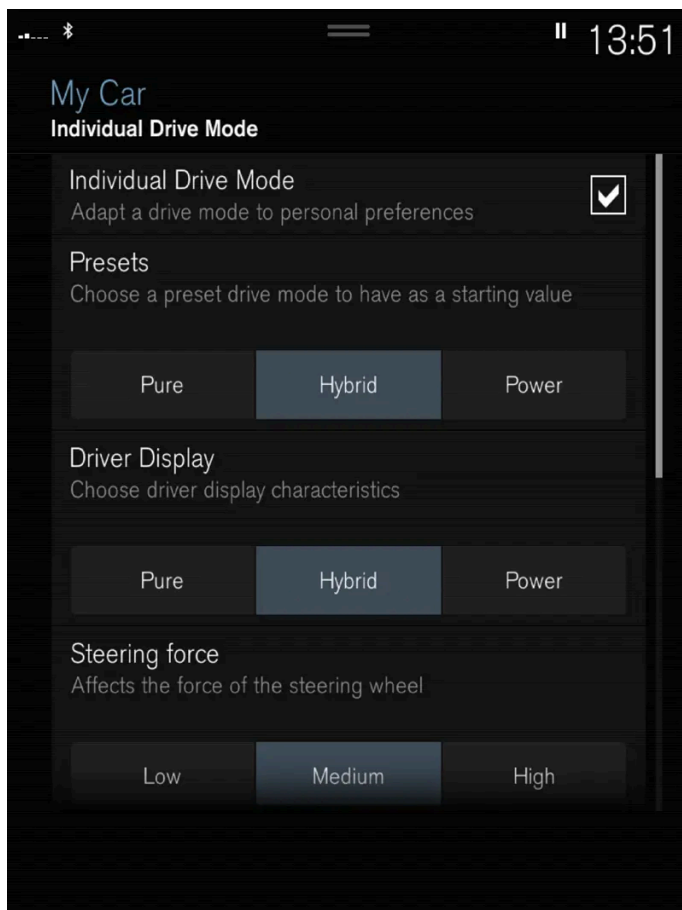 13:51
My Car
Individual Drive Mode
Individual Drive Mode
Adapt a drive mode to personal preferences
Presets
Choose a preset drive mode to have as a starting value
Pure Hybrid Power
Driver Display
Choose driver display characteristics
Pure Hybrid Power
Steering force
Affects the force of the steering wheel
Low Medium High